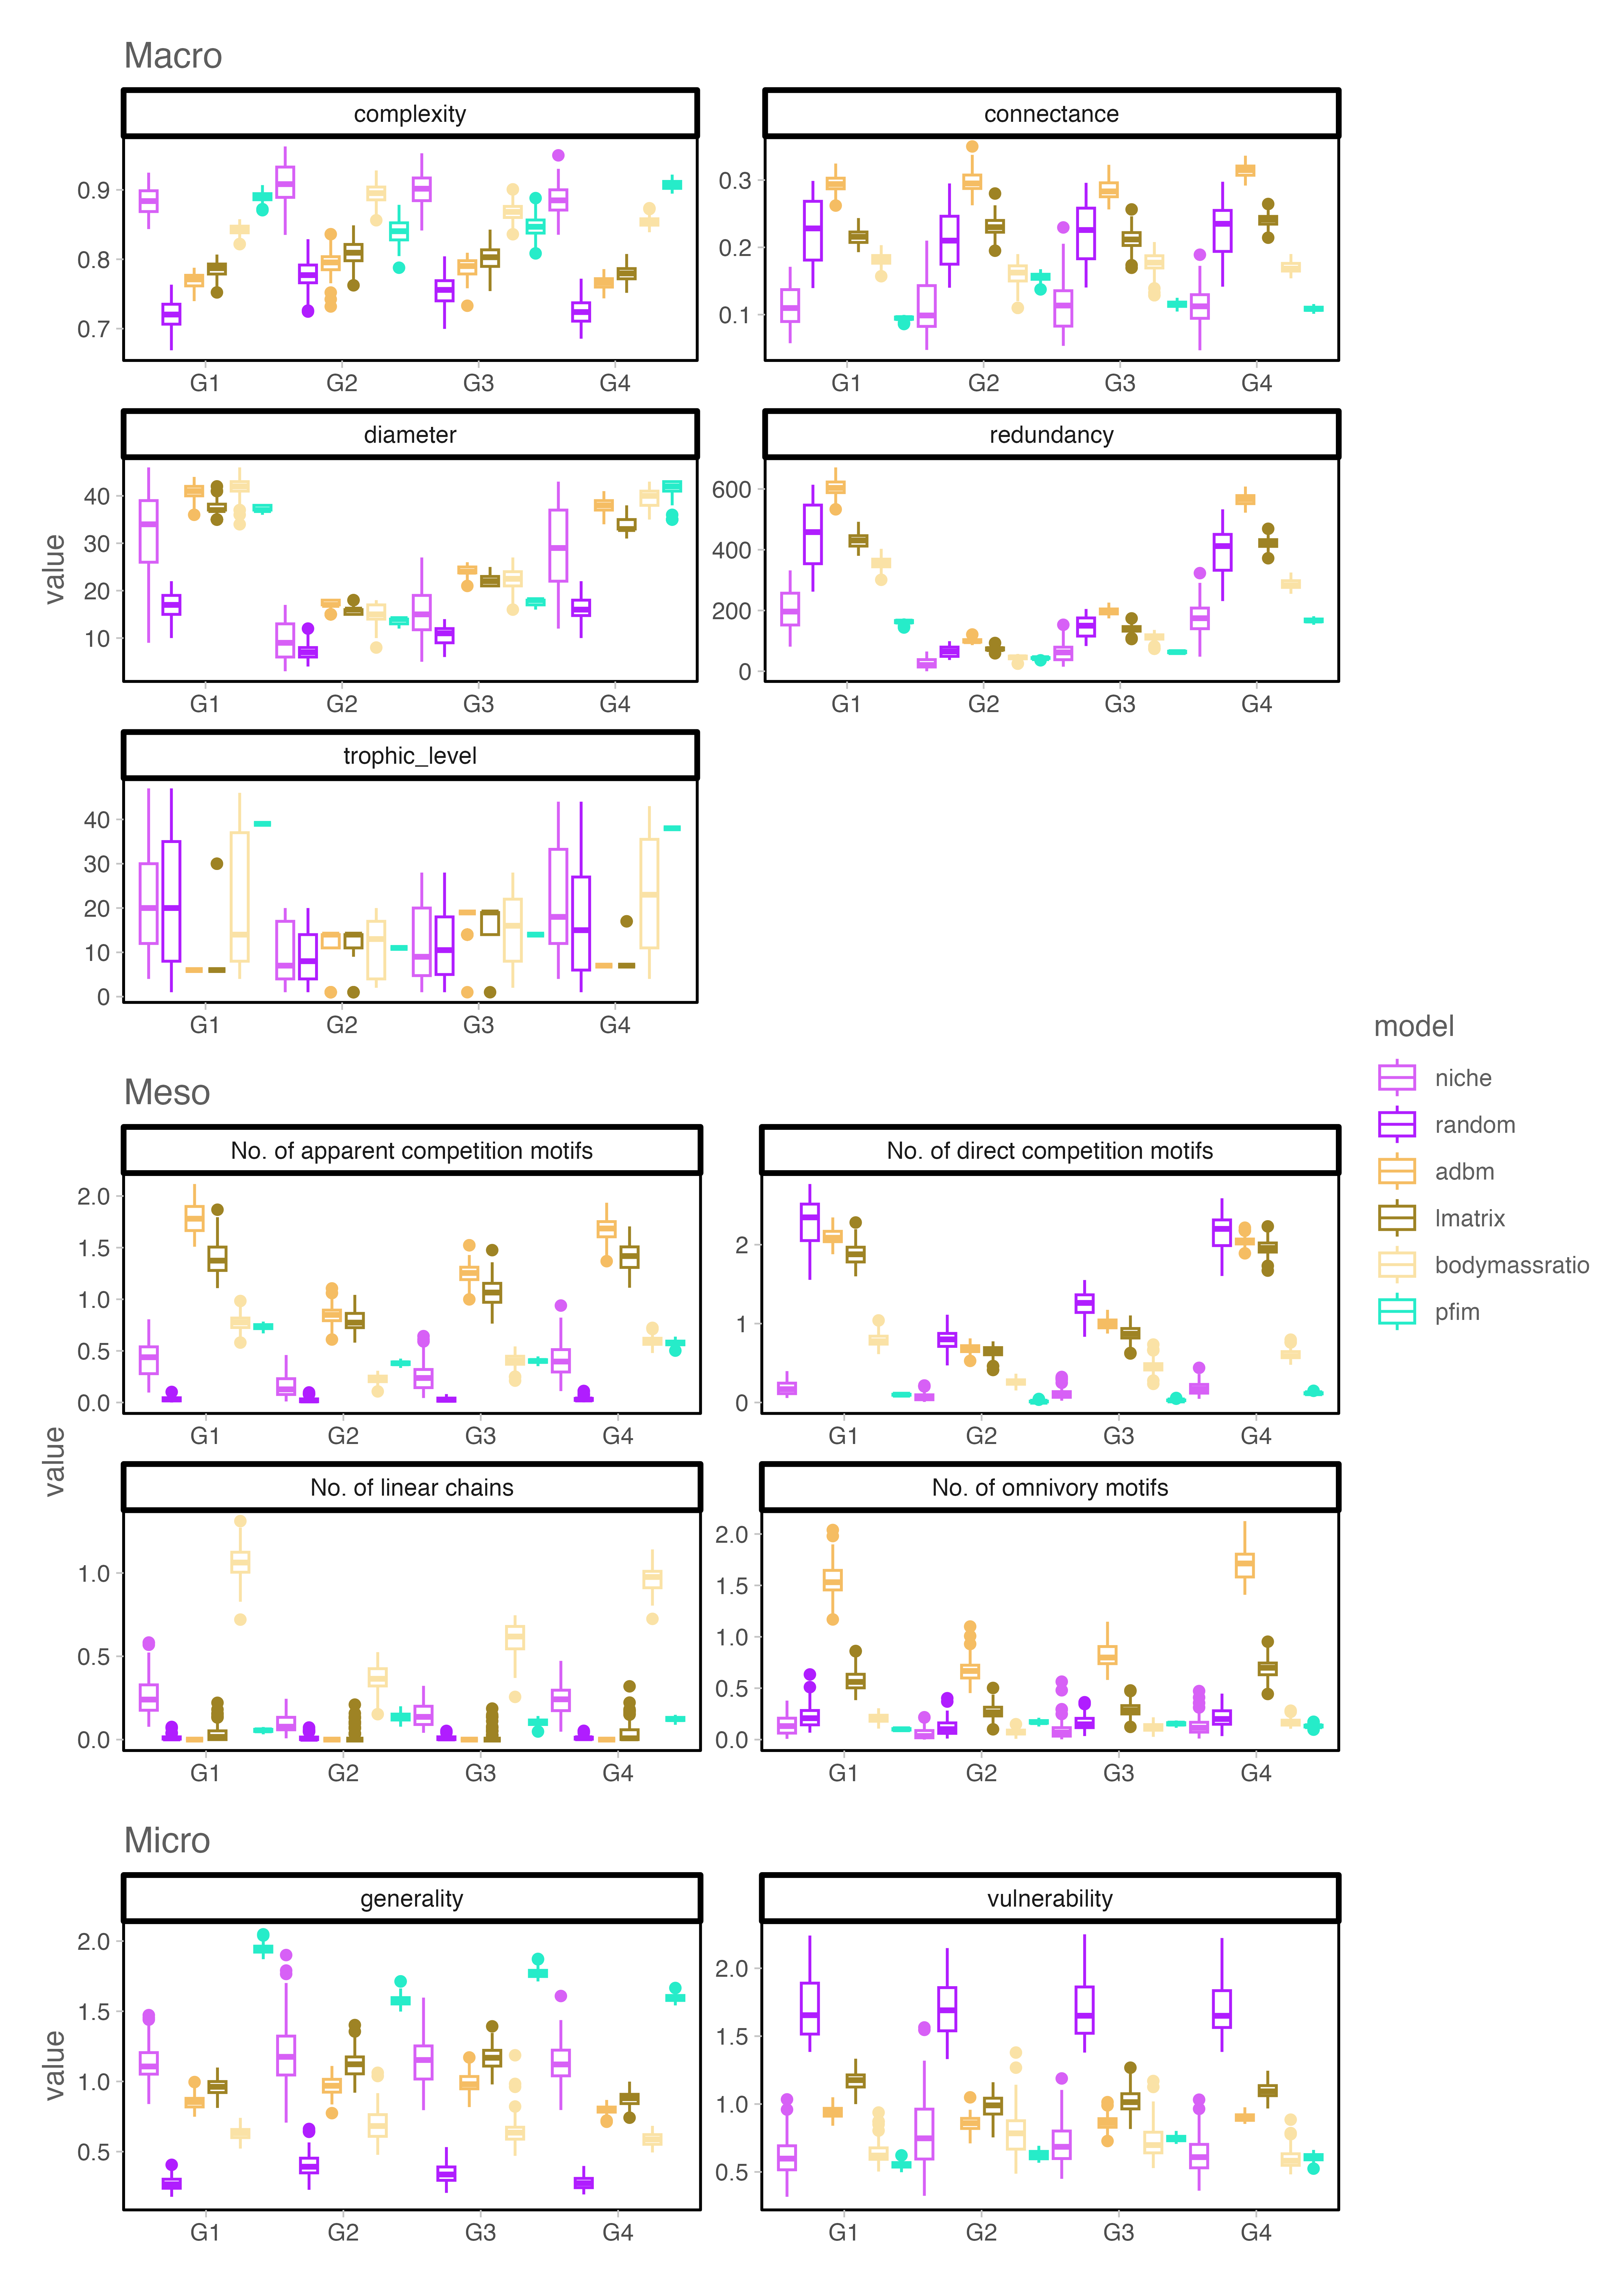 Macro
complexity
connectance
0.9
0.8
0.7
0.3
0.2
0.1
G1 G2 G3 G4
G1 G2 G3 G4
diameter
redundancy
value
40
30
20
10
600
400
200
0
G1 G2 G3 G4
G1 G2 G3 G4
trophic_level
40
30
20
10
0
G1 G2 G3 G4
model
niche
random
adbm
lmatrix
bodymassratio
pfim
Meso
No. of apparent competition motifs
No. of direct competition motifs
value
2.0
1.5
1.0
0.5
0.0
2
1
0
G1 G2 G3 G4
G1 G2 G3 G4
No. of linear chains
No. of omnivory motifs
1.0
0.5
0.0
2.0
1.5
1.0
0.5
0.0
G1 G2 G3 G4
G1 G2 G3 G4
Micro
generality
vulnerability
value
2.0
1.5
1.0
0.5
2.0
1.5
1.0
0.5
G1 G2 G3 G4
G1 G2 G3 G4